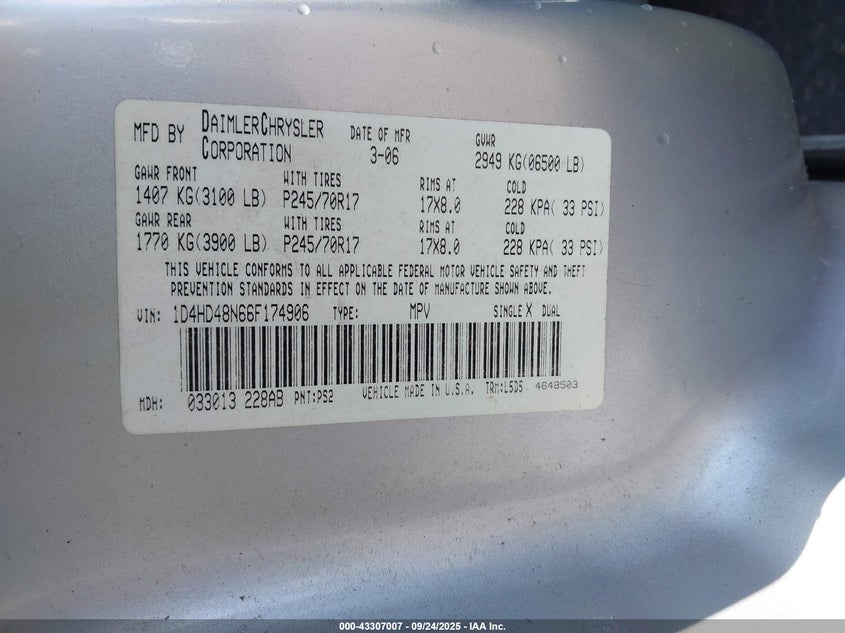 MFD BY DAIMLERCHRYSLER CORPORATION DATE OF MFR 3-06 GVWR 2949 KG(06500 LB)
GAWR FRONT WITH TIRES RIMS AT COLD
1407 KG(3100 LB) P245/70R17 17X8.0 228 KPA( 33 PSI)
GAWR REAR WITH TIRES RIMS AT COLD
1770 KG(3900 LB) P245/70R17 17X8.0 228 KPA( 33 PSI)
THIS VEHICLE CONFORMS TO ALL APPLICABLE FEDERAL MOTOR VEHICLE SAFETY AND THEFT
PREVENTION STANDARDS IN EFFECT ON THE DATE OF MANUFACTURE SHOWN ABOVE.
VIN: 1D4HD48N66F174906 TYPE: MPV SINGLE X DUAL
MDH: 033013 228AB PNT:PS2 VEHICLE MADE IN U.S.A. TRM:L5D5 4648503
000-43307007 - 09/24/2025 - IAA Inc.